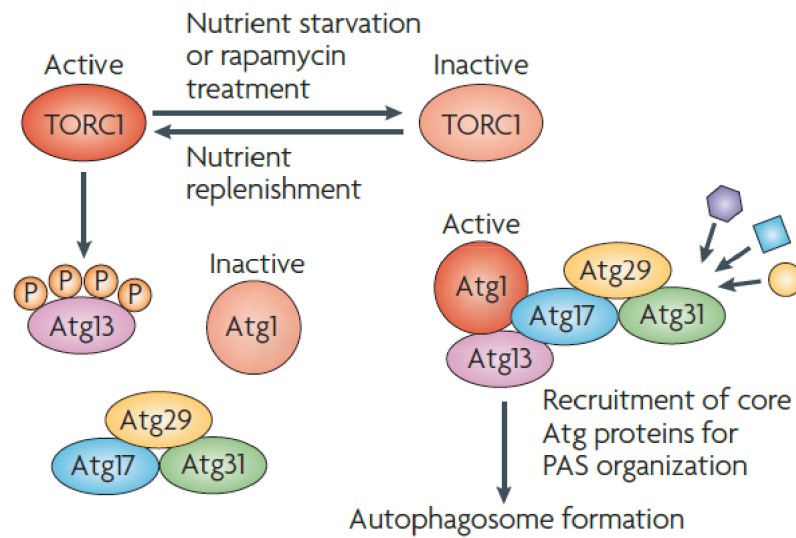 Nutrient starvation
or rapamycin
treatment
Active
TORC1
Inactive
TORC1
Nutrient
replenishment
P
P
P
P
Atg13
Inactive
Atg1
Atg29
Atg17
Atg31
Active
Atg1
Atg29
Atg17
Atg31
Atg13
Recruitment of core
Atg proteins for
PAS organization
Autophagosome formation